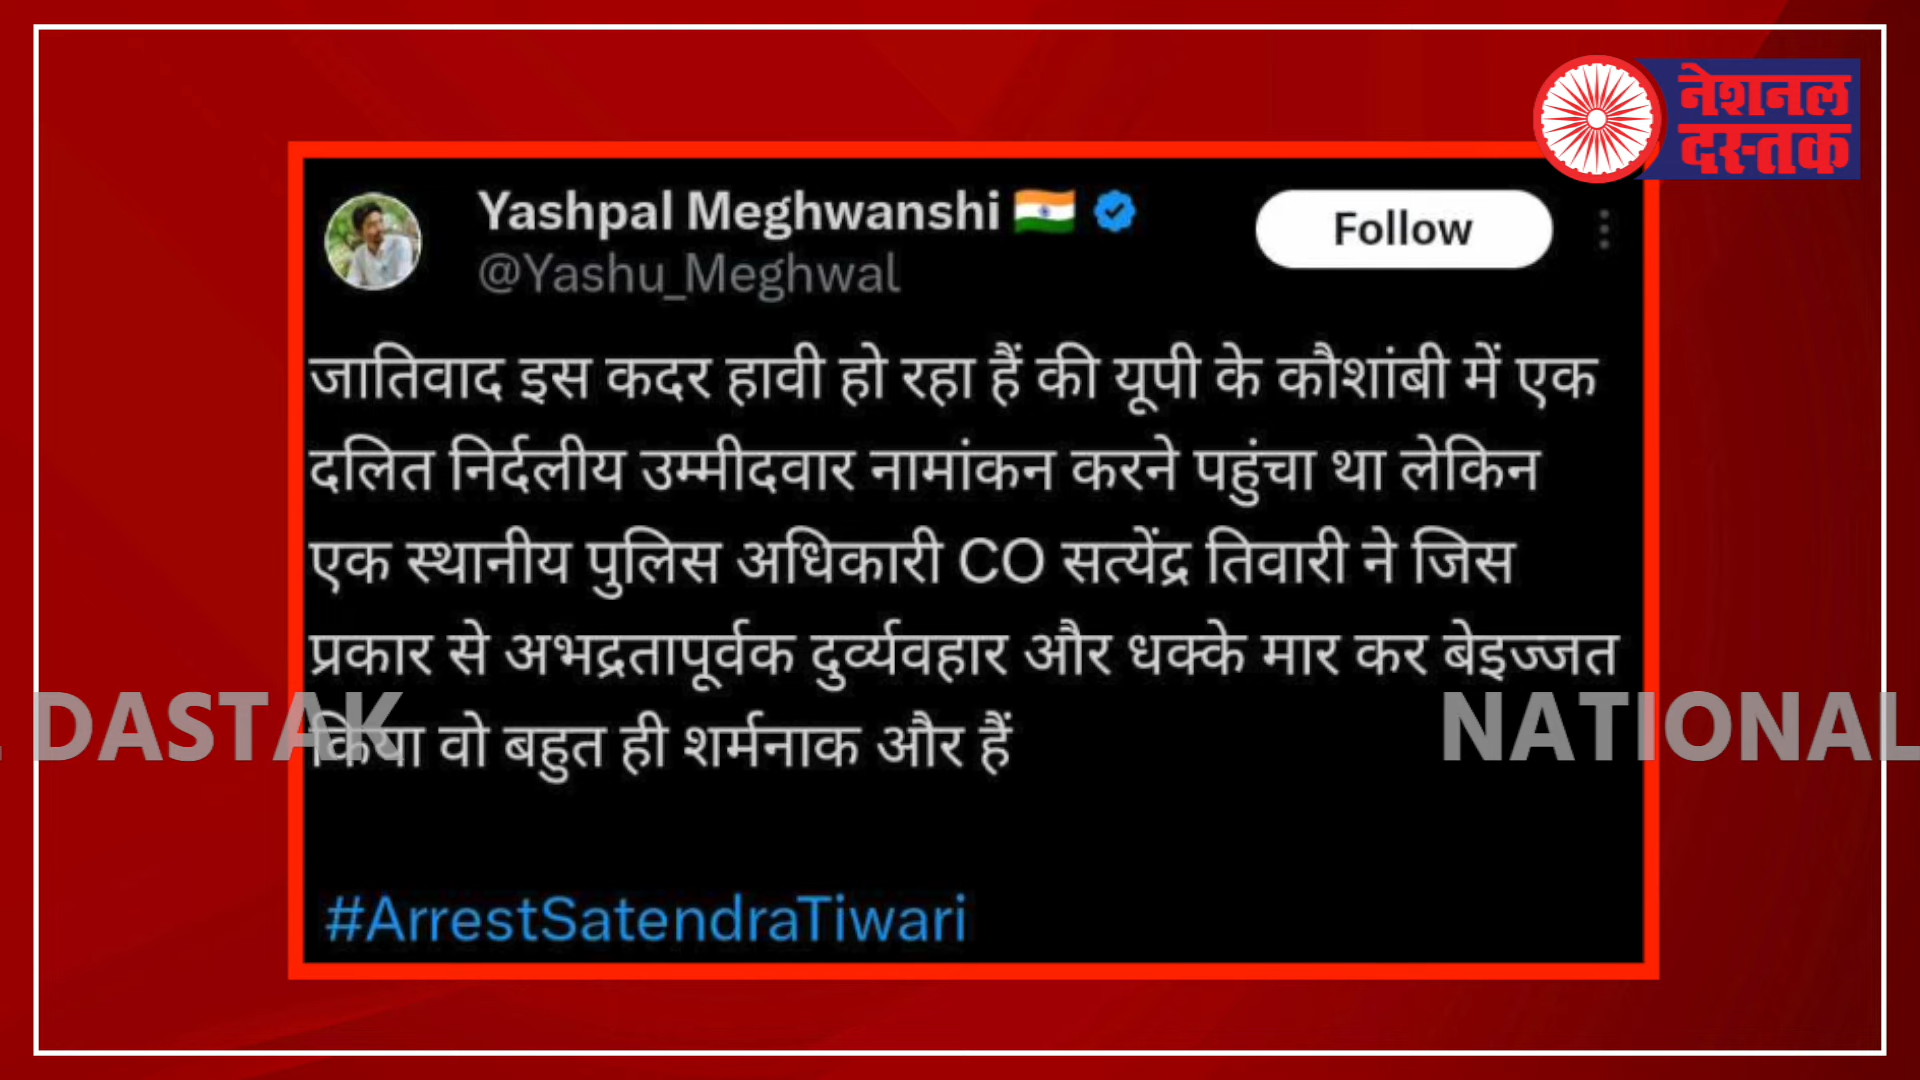 नेशनल
दस्तक
Yashpal Meghwanshi
Follow
@Yashu_Meghwal
जातिवाद इस कदर हावी हो रहा हैं की यूपी के कौशांबी में एक
दलित निर्दलीय उम्मीदवार नामांकन करने पहुंचा था लेकिन
एक स्थानीय पुलिस अधिकारी CO सत्येंद्र तिवारी ने जिस
प्रकार से अभद्रतापूर्वक दुर्व्यवहार और धक्के मार कर बेइज्जत
किया वो बहुत ही शर्मनाक और हैं
DASTAK
NATIONAL
#ArrestSatendraTiwari